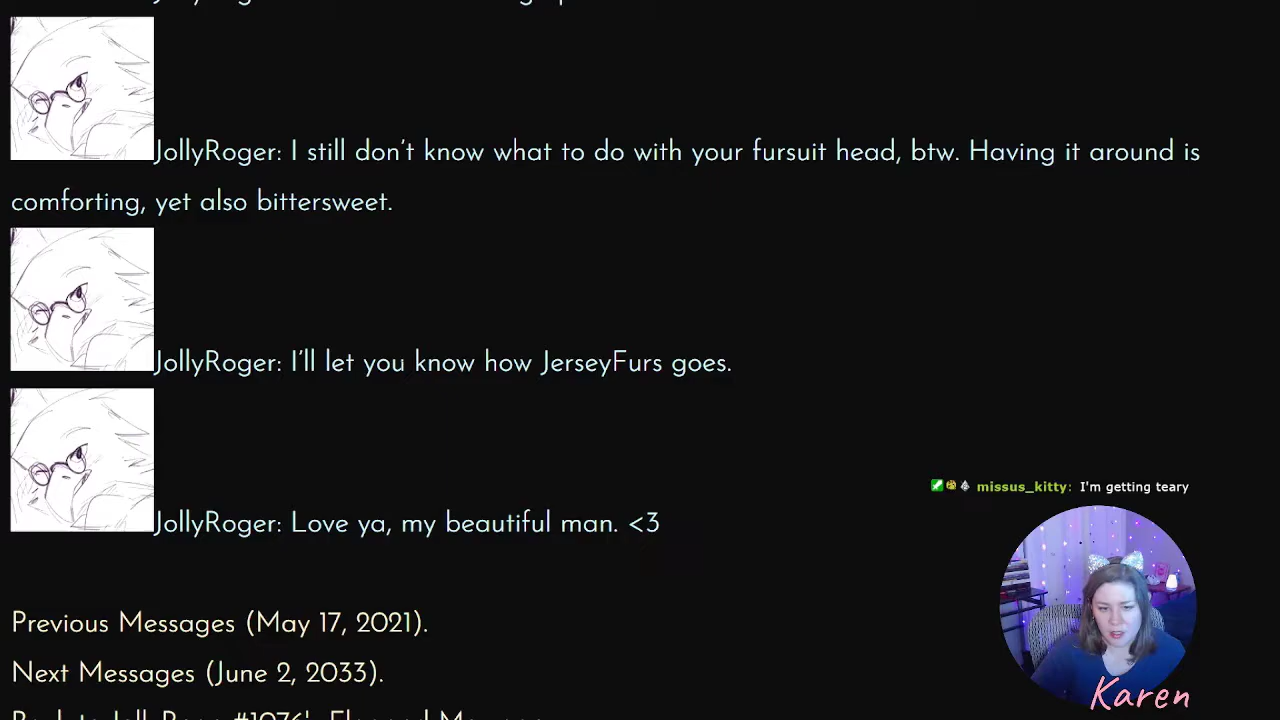 JollyRoger: I still don't know what to do with your fursuit head, btw. Having it around is
comforting, yet also bittersweet.
JollyRoger: I'll let you know how JerseyFurs goes.
missus_kitty: I'm getting teary
JollyRoger: Love ya, my beautiful man. <3
Previous Messages (May 17, 2021).
Next Messages (June 2, 2033).
Karen